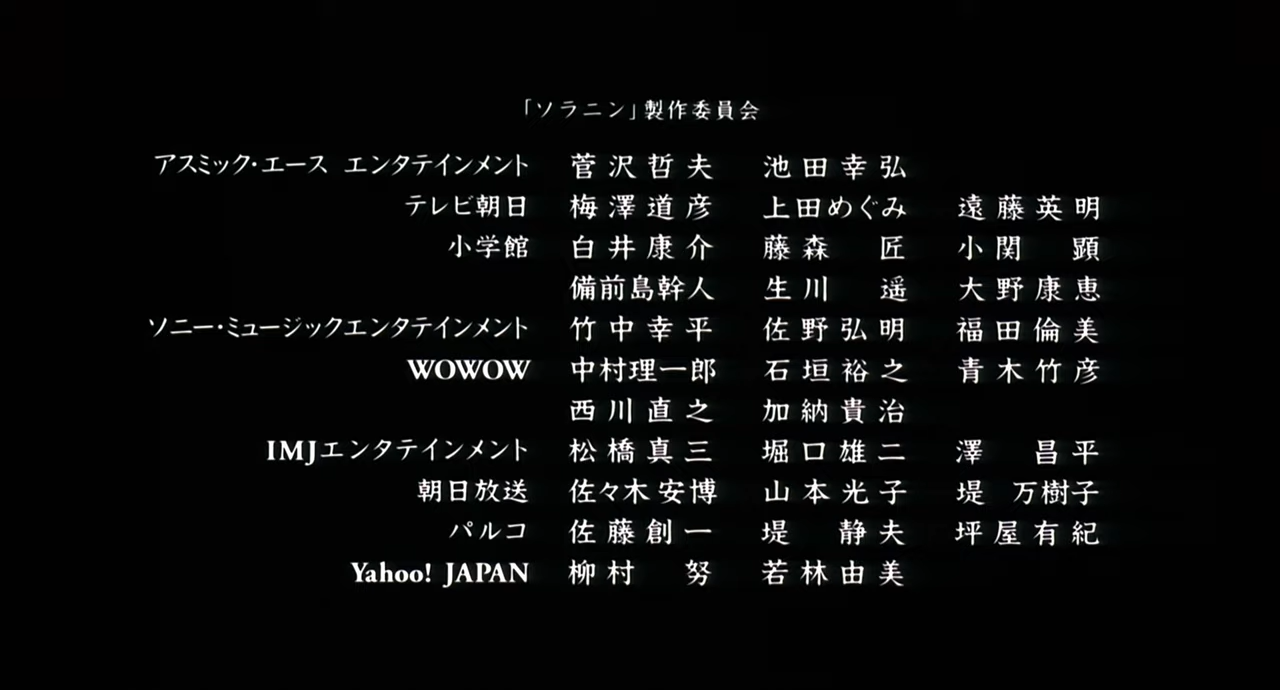 「ソラニン」製作委員会
アスミック・エース エンタテインメント 菅沢哲夫 池田幸弘
テレビ朝日 梅澤道彦 上田めぐみ 遠藤英明
小学館 白井康介 藤森匠 小関顕
備前島幹人 生川遥 大野康恵
ソニー・ミュージックエンタテインメント 竹中幸平 佐野弘明 福田倫美
WOWOW 中村理一郎 石垣裕之 青木竹彦
西川直之 加納貴治
IMJエンタテインメント 松橋真三 堀口雄二 澤昌平
朝日放送 佐々木安博 山本光子 堤万樹子
パルコ 佐藤創一 堤静夫 坪屋有紀
Yahoo! JAPAN 柳村努 若林由美